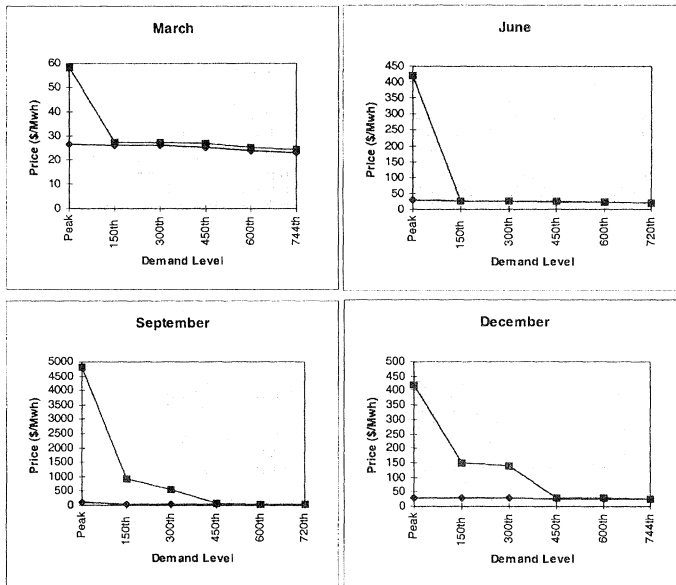 March
Price ($/Mwh)
60
50
40
30
20
10
0
Peak
150th
300th
450th
600th
744th
Demand Level
June
Price ($/Mwh)
450
400
350
300
250
200
150
100
50
0
Peak
150th
300th
450th
600th
720th
Demand Level
September
Price ($/Mwh)
5000
4500
4000
3500
3000
2500
2000
1500
1000
500
0
Peak
150th
300th
450th
600th
720th
Demand Level
December
Price ($/Mwh)
500
450
400
350
300
250
200
150
100
50
0
Peak
150th
300th
450th
600th
744th
Demand Level